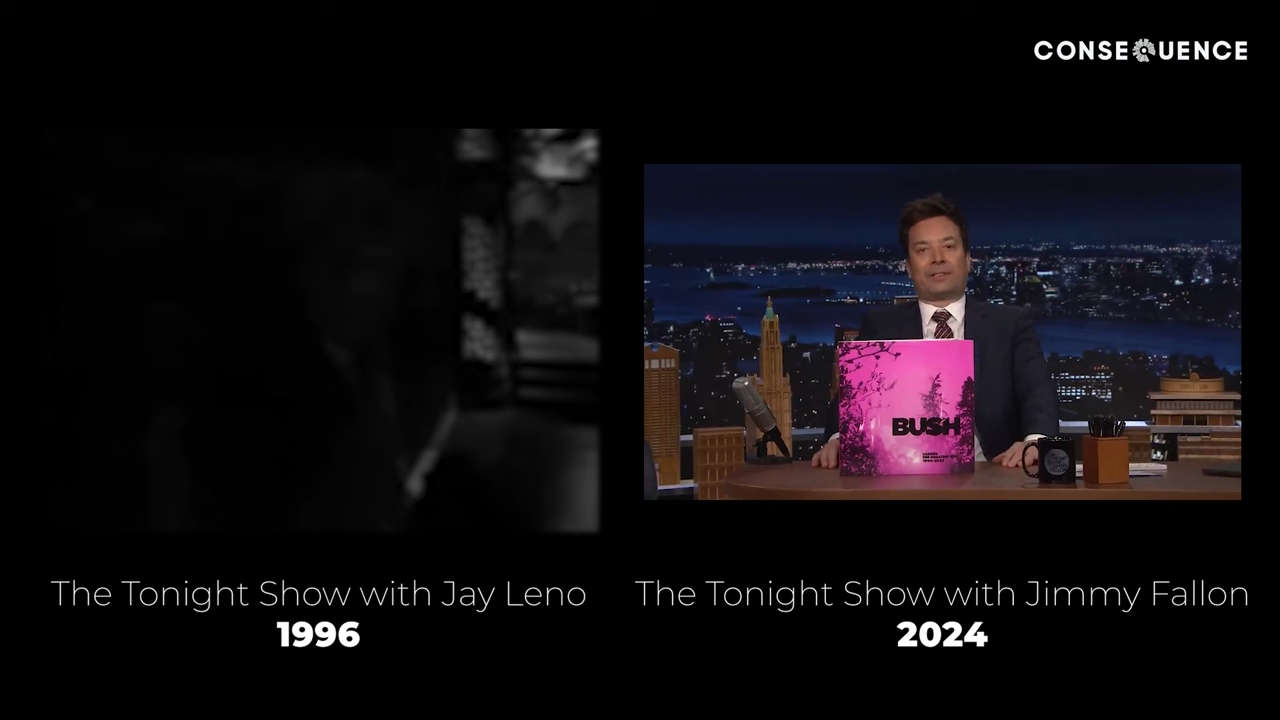 CONSEQUENCE
BUSH
The Tonight Show with Jay Leno
1996
The Tonight Show with Jimmy Fallon
2024